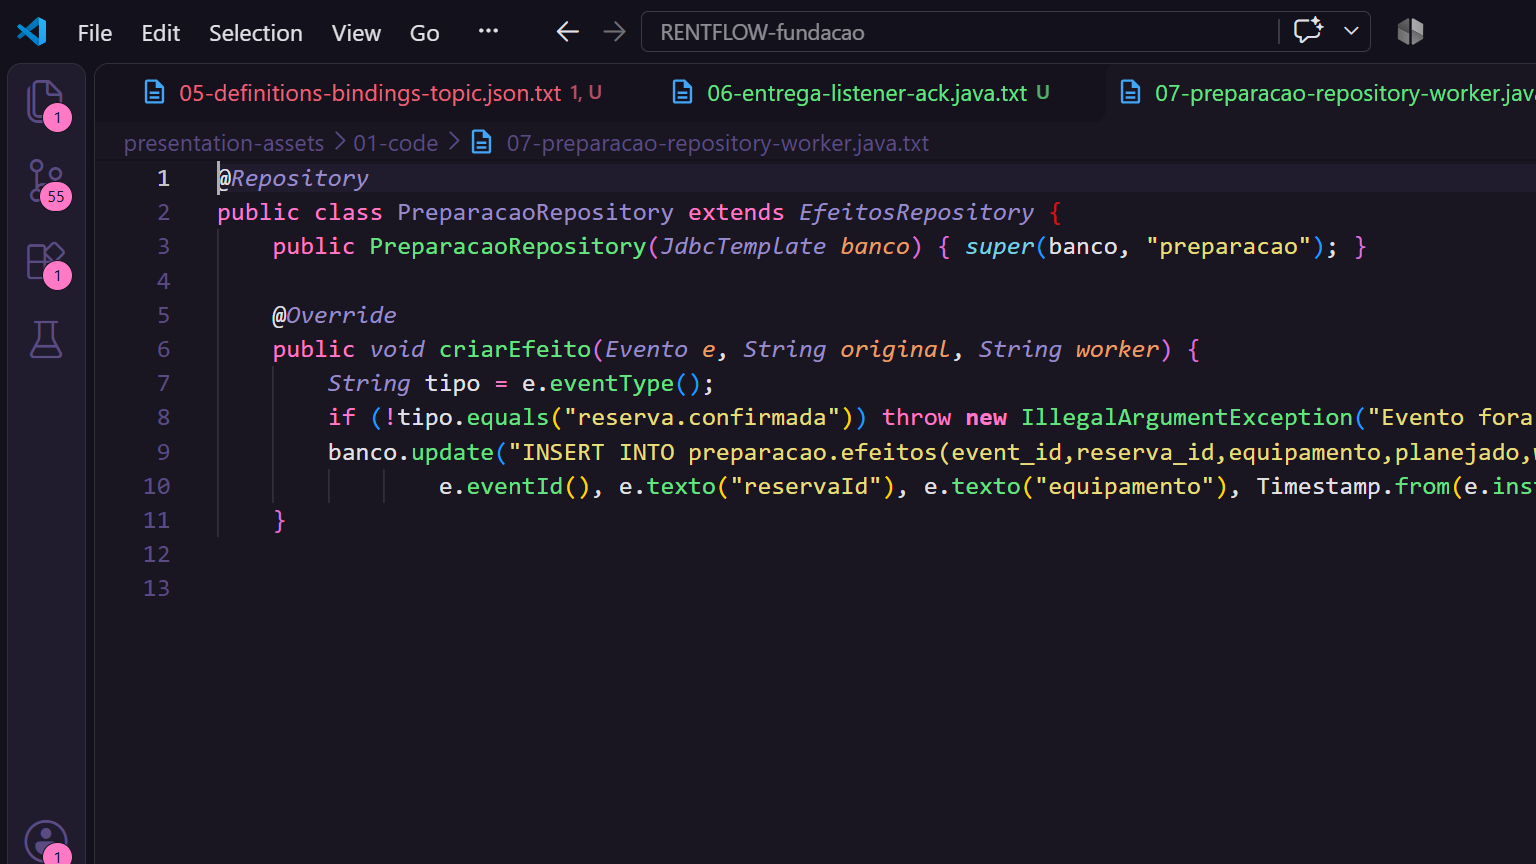 File Edit Selection View Go ··· RENTFLOW-fundacao
05-definitions-bindings-topic.json.txt 1, U 06-entrega-listener-ack.java.txt U 07-preparacao-repository-worker.jav
presentation-assets > 01-code > 07-preparacao-repository-worker.java.txt
1 @Repository
2 public class PreparacaoRepository extends EfeitosRepository {
3 public PreparacaoRepository(JdbcTemplate banco) { super(banco, "preparacao"); }
4
5 @Override
6 public void criarEfeito(Evento e, String original, String worker) {
7 String tipo = e.eventType();
8 if (!tipo.equals("reserva.confirmada")) throw new IllegalArgumentException("Evento fora
9 banco.update("INSERT INTO preparacao.efeitos(event_id,reserva_id,equipamento,planejado,
10 e.eventId(), e.texto("reservaId"), e.texto("equipamento"), Timestamp.from(e.ins
11 }
12
13
1
55
1
1